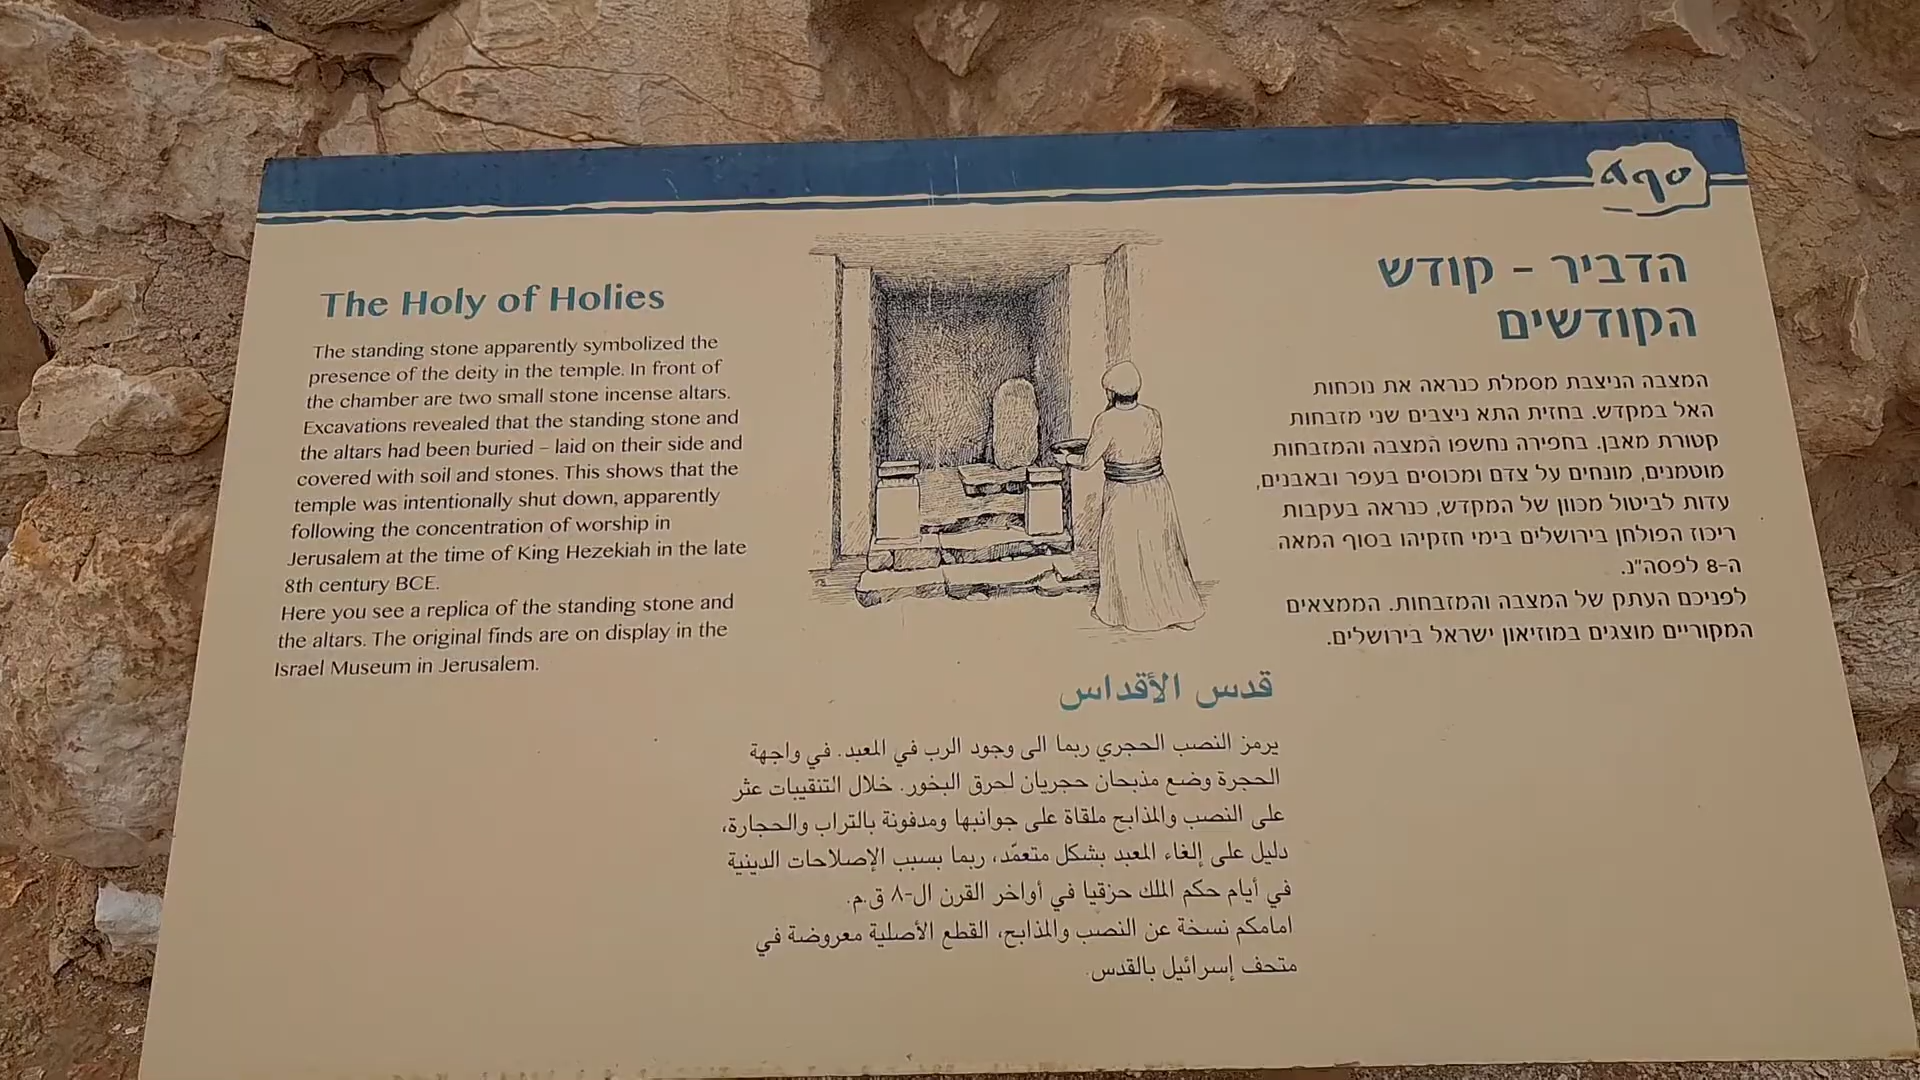 The Holy of Holies
The standing stone apparently symbolized the
presence of the deity in the temple. In front of
the chamber are two small stone incense altars.
Excavations revealed that the standing stone and
the altars had been buried – laid on their side and
covered with soil and stones. This shows that the
temple was intentionally shut down, apparently
following the concentration of worship in
Jerusalem at the time of King Hezekiah in the late
8th century BCE.
Here you see a replica of the standing stone and
the altars. The original finds are on display in the
Israel Museum in Jerusalem.
הדביר – קודש
הקודשים
המצבה הניצבת מסמלת כנראה את נוכחות
האל במקדש. בחזית התא ניצבים שני מזבחות
קטורת מאבן. בחפירה נחשפו המצבה והמזבחות
מוטמנים, מונחים על צדם ומכוסים בעפר ובאבנים,
עדות לביטול מכוון של המקדש, כנראה בעקבות
ריכוז הפולחן בירושלים בימי חזקיהו בסוף המאה
ה-8 לפסה"נ.
לפניכם העתק של המצבה והמזבחות. הממצאים
המקוריים מוצגים במוזיאון ישראל בירושלים.
قدس الأقداس
يرمز النصب الحجري ربما الى وجود الرب في المعبد. في واجهة
الحجرة وضع مذبحان حجريان لحرق البخور. خلال التنقيبات عثر
على النصب والمذابح ملقاة على جوانبها ومدفونة بالتراب والحجارة،
دليل على إلغاء المعبد بشكل متعمّد، ربما بسبب الإصلاحات الدينية
في أيام حكم الملك حزقيا في أواخر القرن ال-٨ ق.م.
امامكم نسخة عن النصب والمذابح، القطع الأصلية معروضة في
متحف إسرائيل بالقدس.